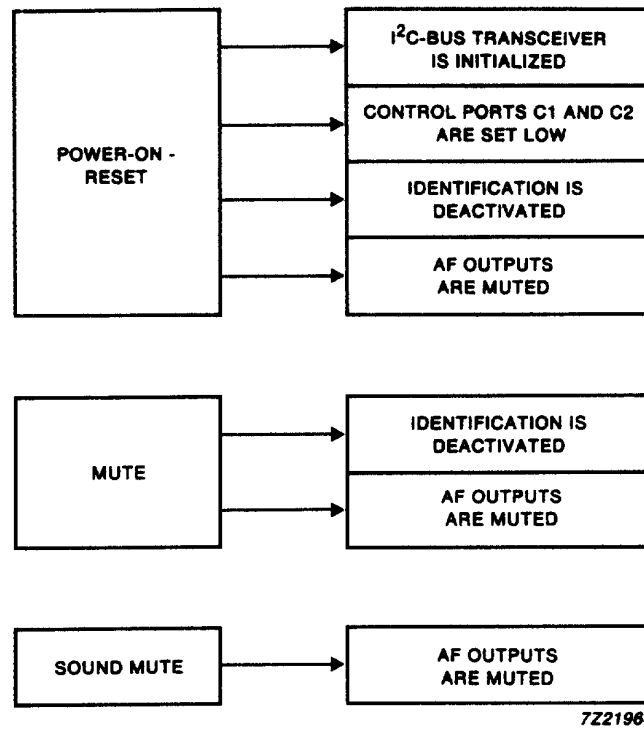 I²C-BUS TRANSCEIVER
IS INITIALIZED
CONTROL PORTS C1 AND C2
ARE SET LOW
POWER-ON -
RESET
IDENTIFICATION IS
DEACTIVATED
AF OUTPUTS
ARE MUTED
MUTE
IDENTIFICATION IS
DEACTIVATED
AF OUTPUTS
ARE MUTED
SOUND MUTE
AF OUTPUTS
ARE MUTED